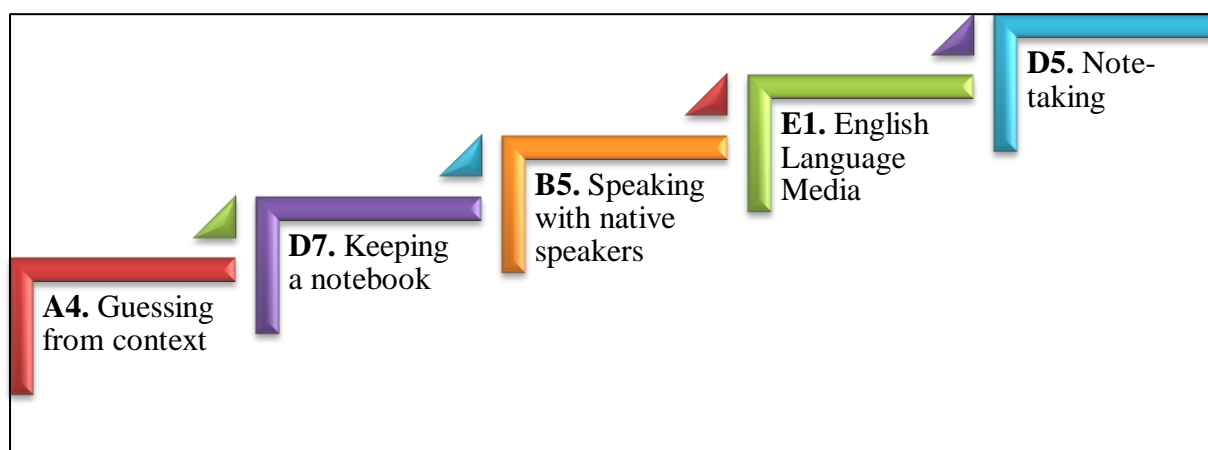 A4. Guessing
from context
D7. Keeping
a notebook
B5. Speaking
with native
speakers
E1. English
Language
Media
D5. Note-
taking